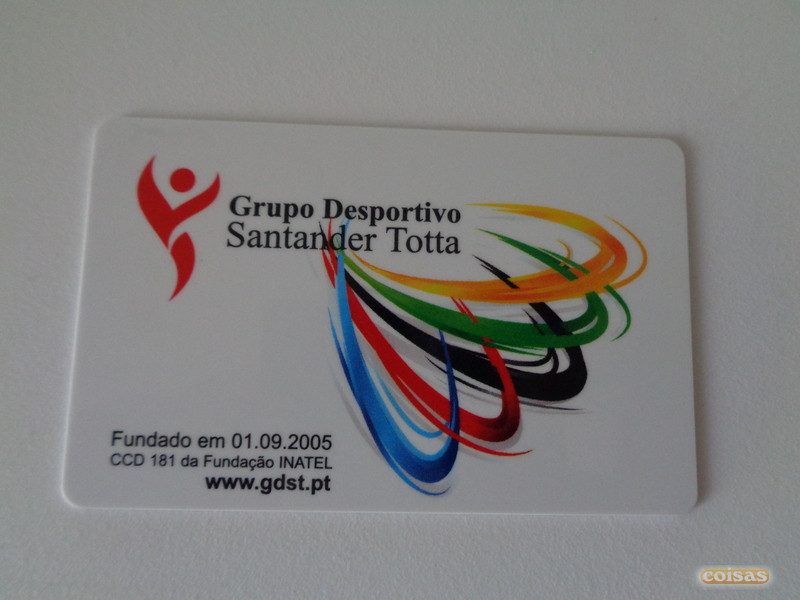 Grupo Desportivo
Santander Totta
Fundado em 01.09.2005
CCD 181 da Fundação INATEL
www.gdst.pt
coisas